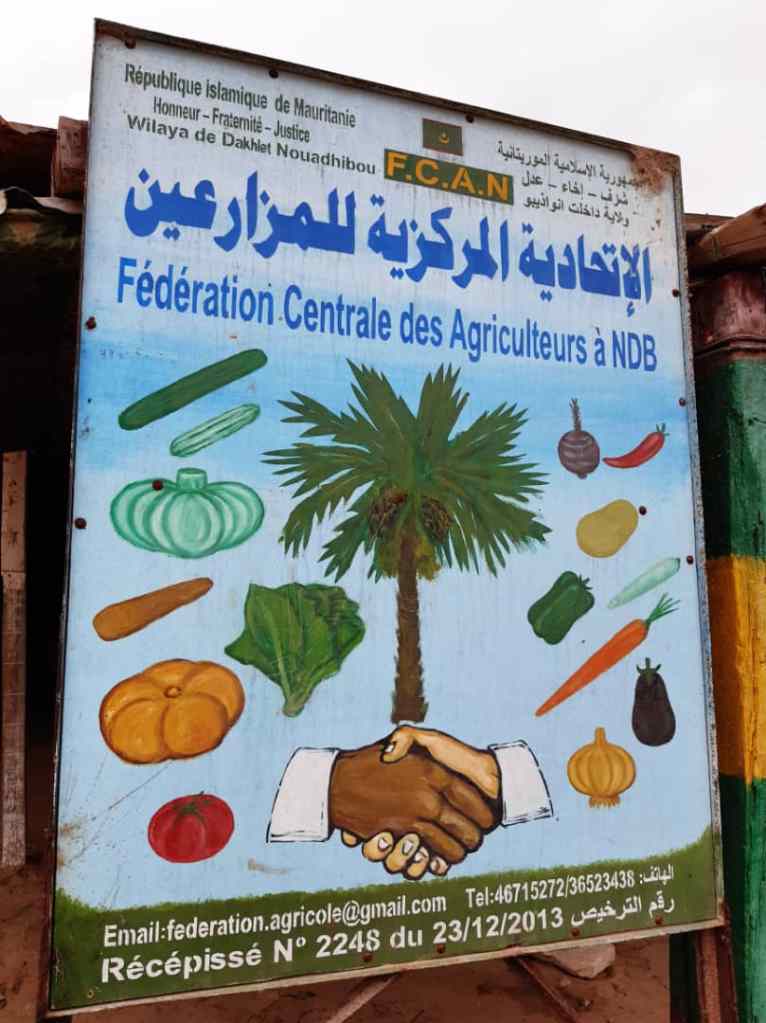 République islamique de Mauritanie
Honneur – Fraternité – Justice
Wilaya de Dakhlet Nouadhibou
F.C.A.N
الجمهورية الإسلامية الموريتانية
شرف – إخاء – عدل
ولاية داخلت انواذيبو
الإتحادية المركزية للمزارعين
Fédération Centrale des Agriculteurs à NDB
Email:federation.agricole@gmail.com Tel:46715272/36523438 الهاتف:
Récépissé N° 2248 du 23/12/2013 رقم الترخيص